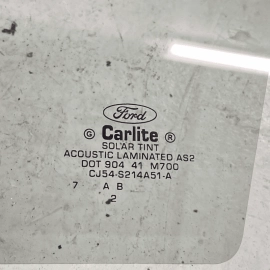 Ford
G Carlite R
SOLAR TINT
ACOUSTIC LAMINATED AS2
DOT 904 41 M700
CJ54-S214A51-A
7 A B
2